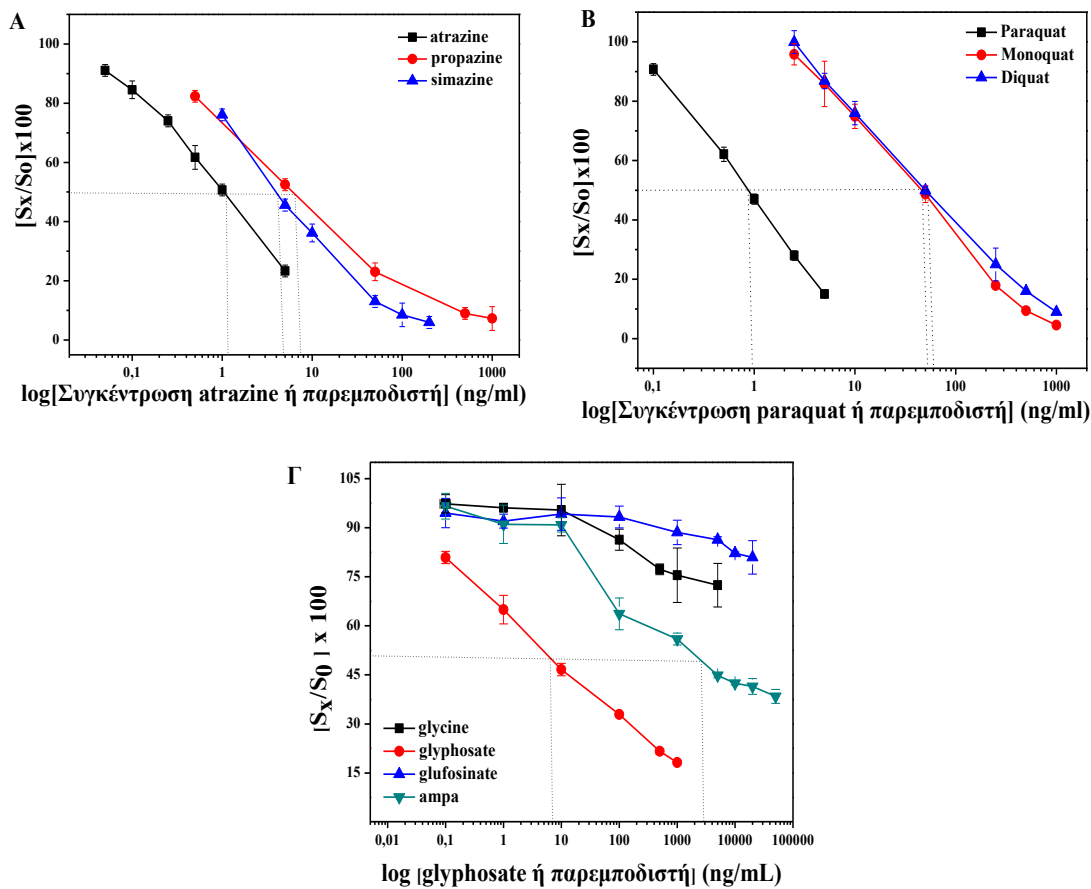 A
atrazine
propazine
simazine
[Sx/So]x100
100
80
60
40
20
0
0,1
1
10
100
1000
log[Συγκέντρωση atrazine ή παρεμποδιστή] (ng/ml)
B
Paraquat
Monoquat
Diquat
[Sx/So]x100
100
80
60
40
20
0
0,1
1
10
100
1000
log[Συγκέντρωση paraquat ή παρεμποδιστή] (ng/ml)
Γ
[Sx/S0 ] x 100
105
90
75
60
45
30
15
glycine
glyphosate
glufosinate
ampa
0,01
0,1
1
10
100
1000
10000
100000
log [glyphosate ή παρεμποδιστή] (ng/mL)